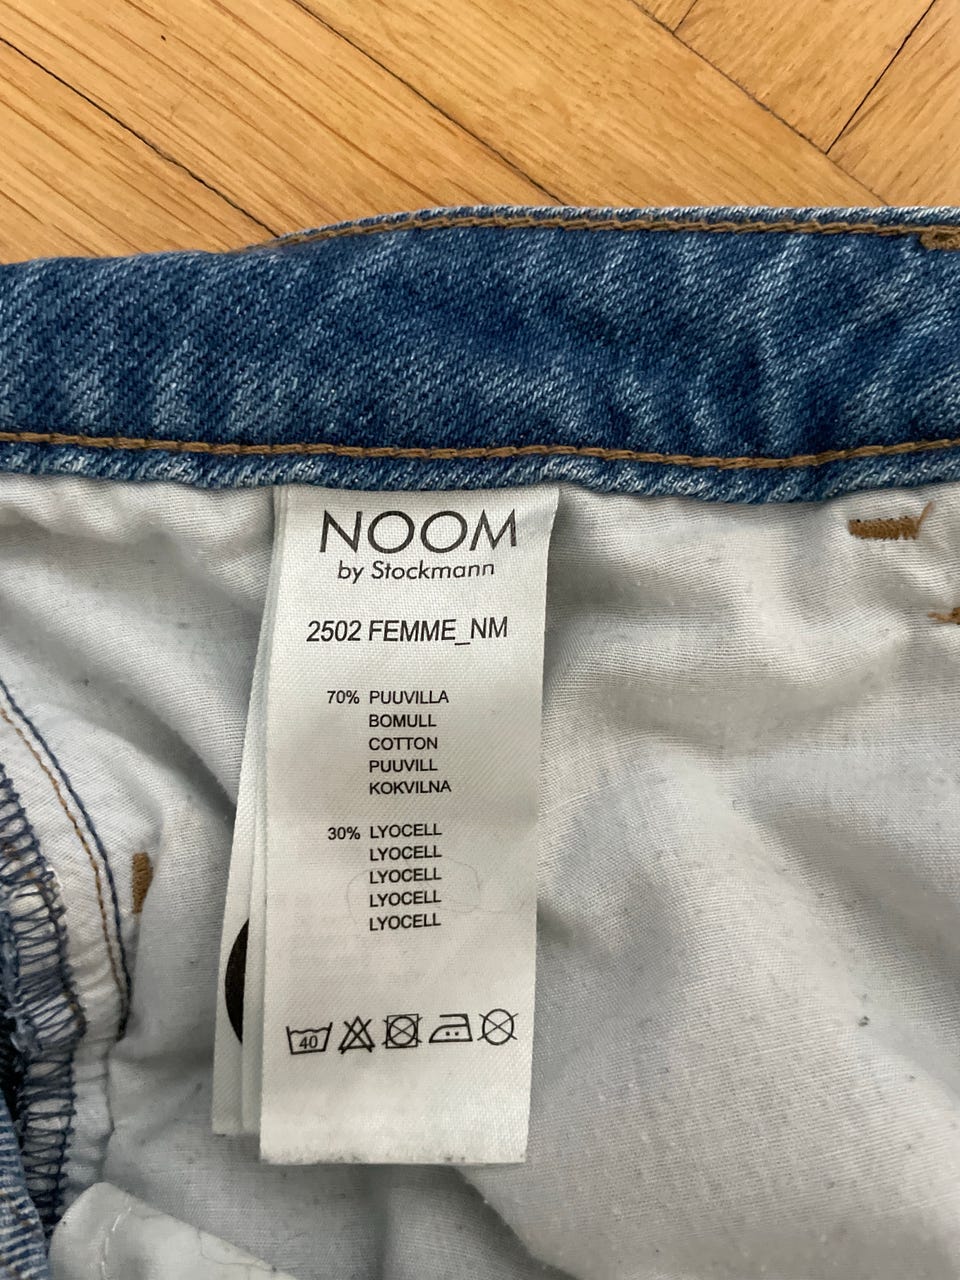 NOOM
by Stockmann
2502 FEMME_NM
70% PUUVILLA
BOMULL
COTTON
PUUVILL
KOKVILNA
30% LYOCELL
LYOCELL
LYOCELL
LYOCELL
LYOCELL
40